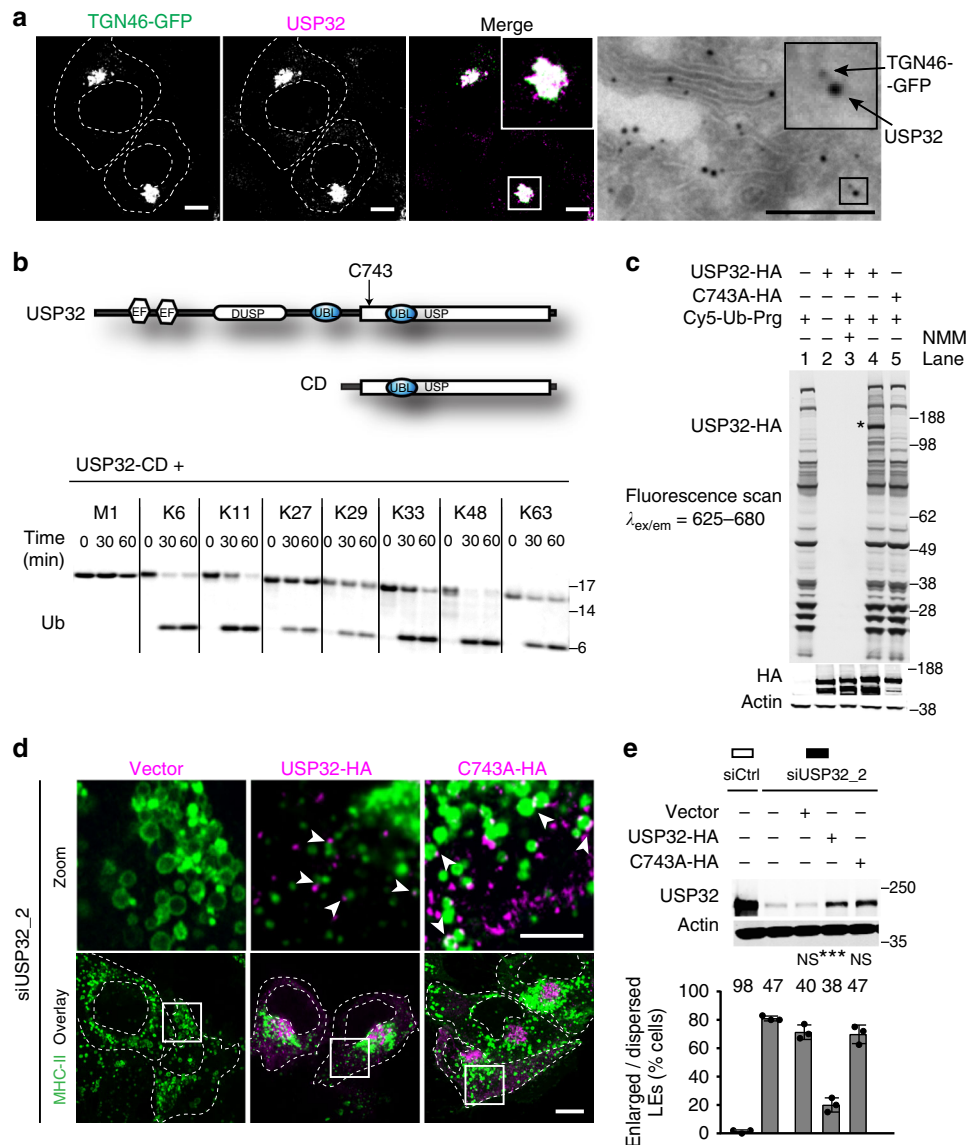 a
TGN46-GFP USP32 Merge
TGN46-
-GFP
USP32
b
C743
USP32 EF EF DUSP UBL UBL USP
CD UBL USP
USP32-CD +
M1 K6 K11 K27 K29 K33 K48 K63
Time (min) 0 30 60 0 30 60 0 30 60 0 30 60 0 30 60 0 30 60 0 30 60 0 30 60
–17
–14
Ub
–6
c
USP32-HA – + + + –
C743A-HA – – – – +
Cy5-Ub-Prg + – + + +
– – + – – NMM
1 2 3 4 5 Lane
–188
USP32-HA *
–98
Fluorescence scan
λex/em = 625–680
–62
–49
–38
–28
–188
HA
Actin
–38
d
Vector USP32-HA C743A-HA
siUSP32_2
Zoom
MHC-II Overlay
e
siCtrl siUSP32_2
Vector – – + – –
USP32-HA – – – + –
C743A-HA – – – – +
–250
USP32
Actin
–35
NS *** NS
98 47 40 38 47
Enlarged / dispersed
LEs (% cells)
80
60
40
20
0